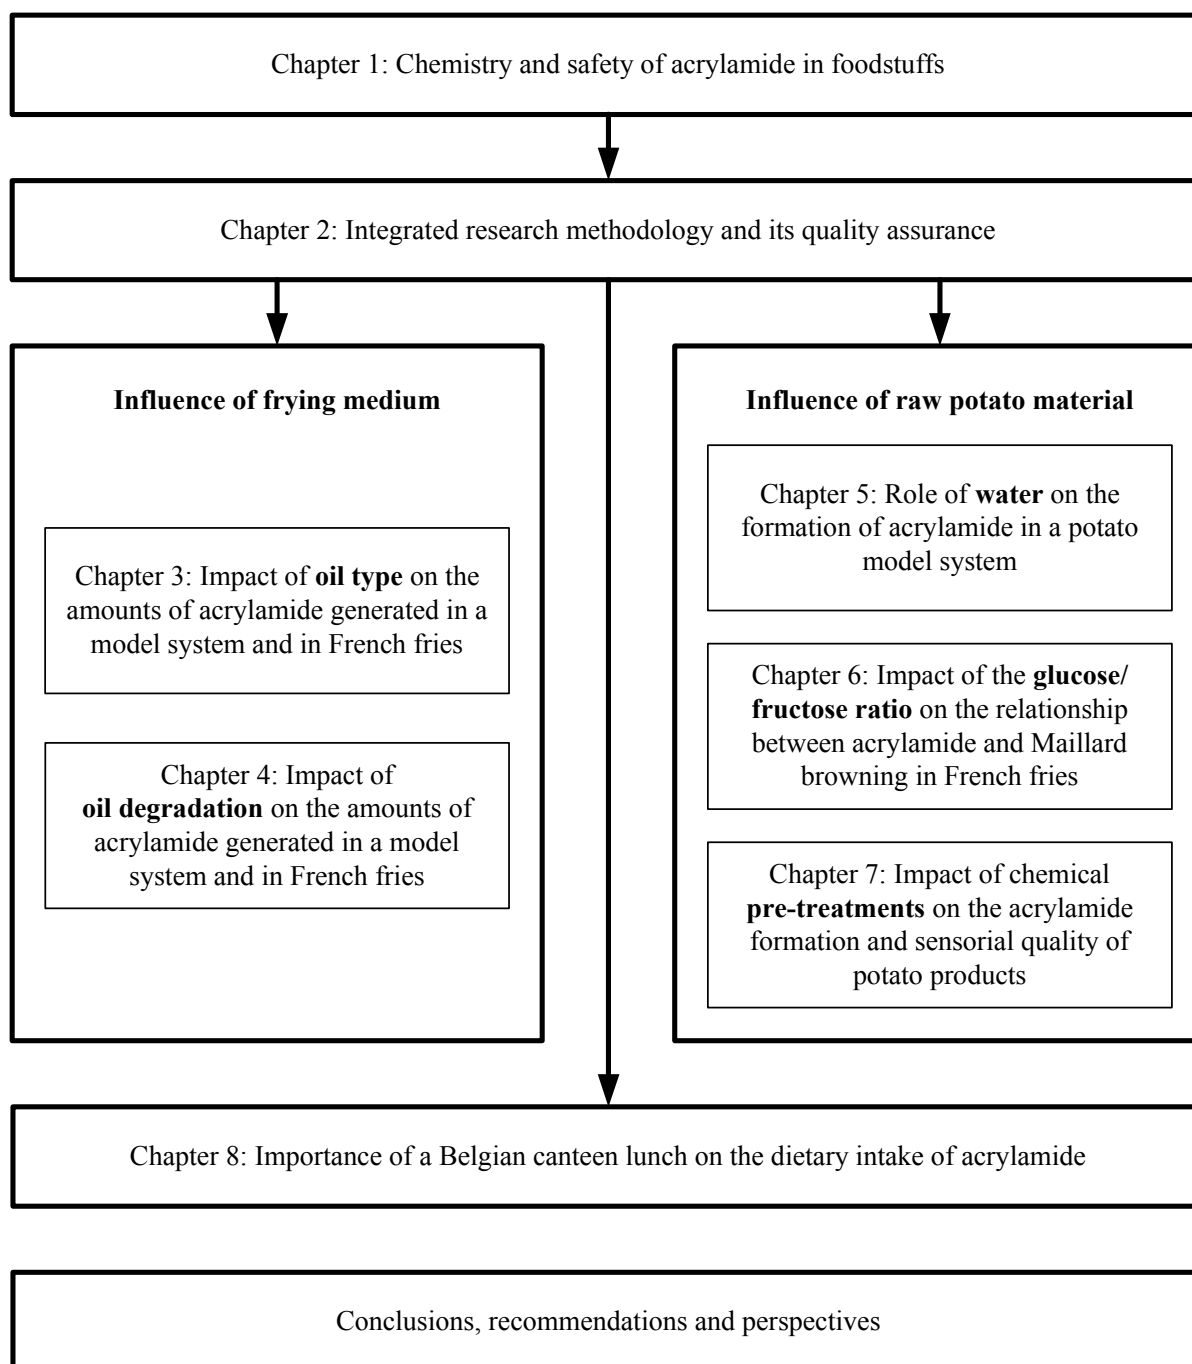 Chapter 1: Chemistry and safety of acrylamide in foodstuffs
Chapter 2: Integrated research methodology and its quality assurance
Influence of frying medium
Chapter 3: Impact of oil type on the
amounts of acrylamide generated in a
model system and in French fries
Chapter 4: Impact of
oil degradation on the amounts of
acrylamide generated in a model
system and in French fries
Influence of raw potato material
Chapter 5: Role of water on the
formation of acrylamide in a potato
model system
Chapter 6: Impact of the glucose/
fructose ratio on the relationship
between acrylamide and Maillard
browning in French fries
Chapter 7: Impact of chemical
pre-treatments on the acrylamide
formation and sensorial quality of
potato products
Chapter 8: Importance of a Belgian canteen lunch on the dietary intake of acrylamide
Conclusions, recommendations and perspectives